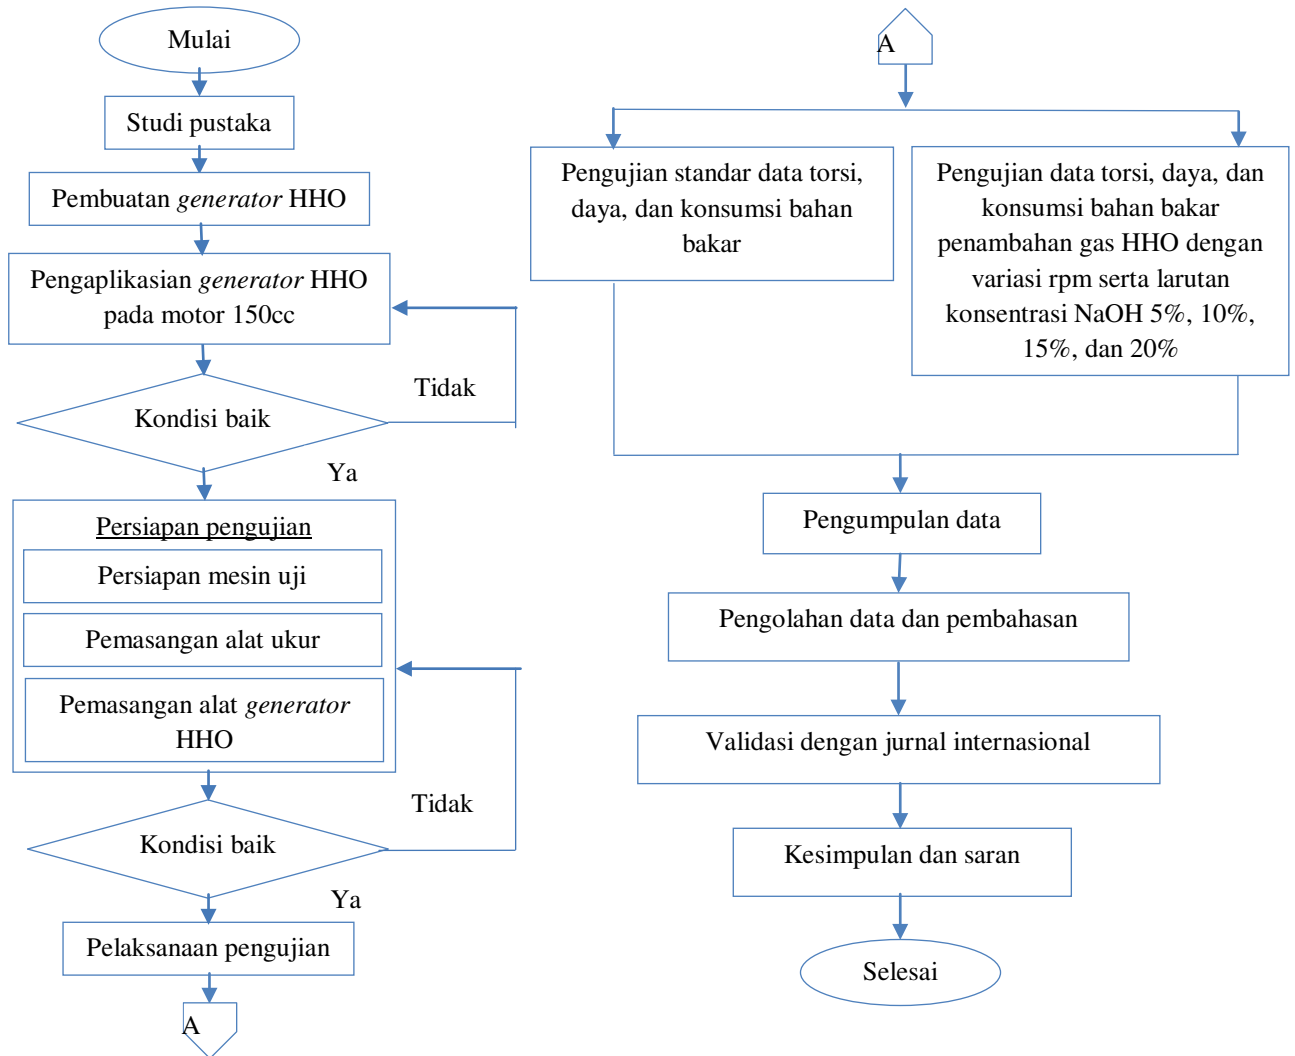 Mulai
Studi pustaka
Pembuatan generator HHO
Pengaplikasian generator HHO
pada motor 150cc
Tidak
Kondisi baik
Ya
Persiapan pengujian
Persiapan mesin uji
Pemasangan alat ukur
Pemasangan alat generator
HHO
Tidak
Kondisi baik
Ya
Pelaksanaan pengujian
A
A
Pengujian standar data torsi,
daya, dan konsumsi bahan
bakar
Pengujian data torsi, daya, dan
konsumsi bahan bakar
penambahan gas HHO dengan
variasi rpm serta larutan
konsentrasi NaOH 5%, 10%,
15%, dan 20%
Pengumpulan data
Pengolahan data dan pembahasan
Validasi dengan jurnal internasional
Kesimpulan dan saran
Selesai